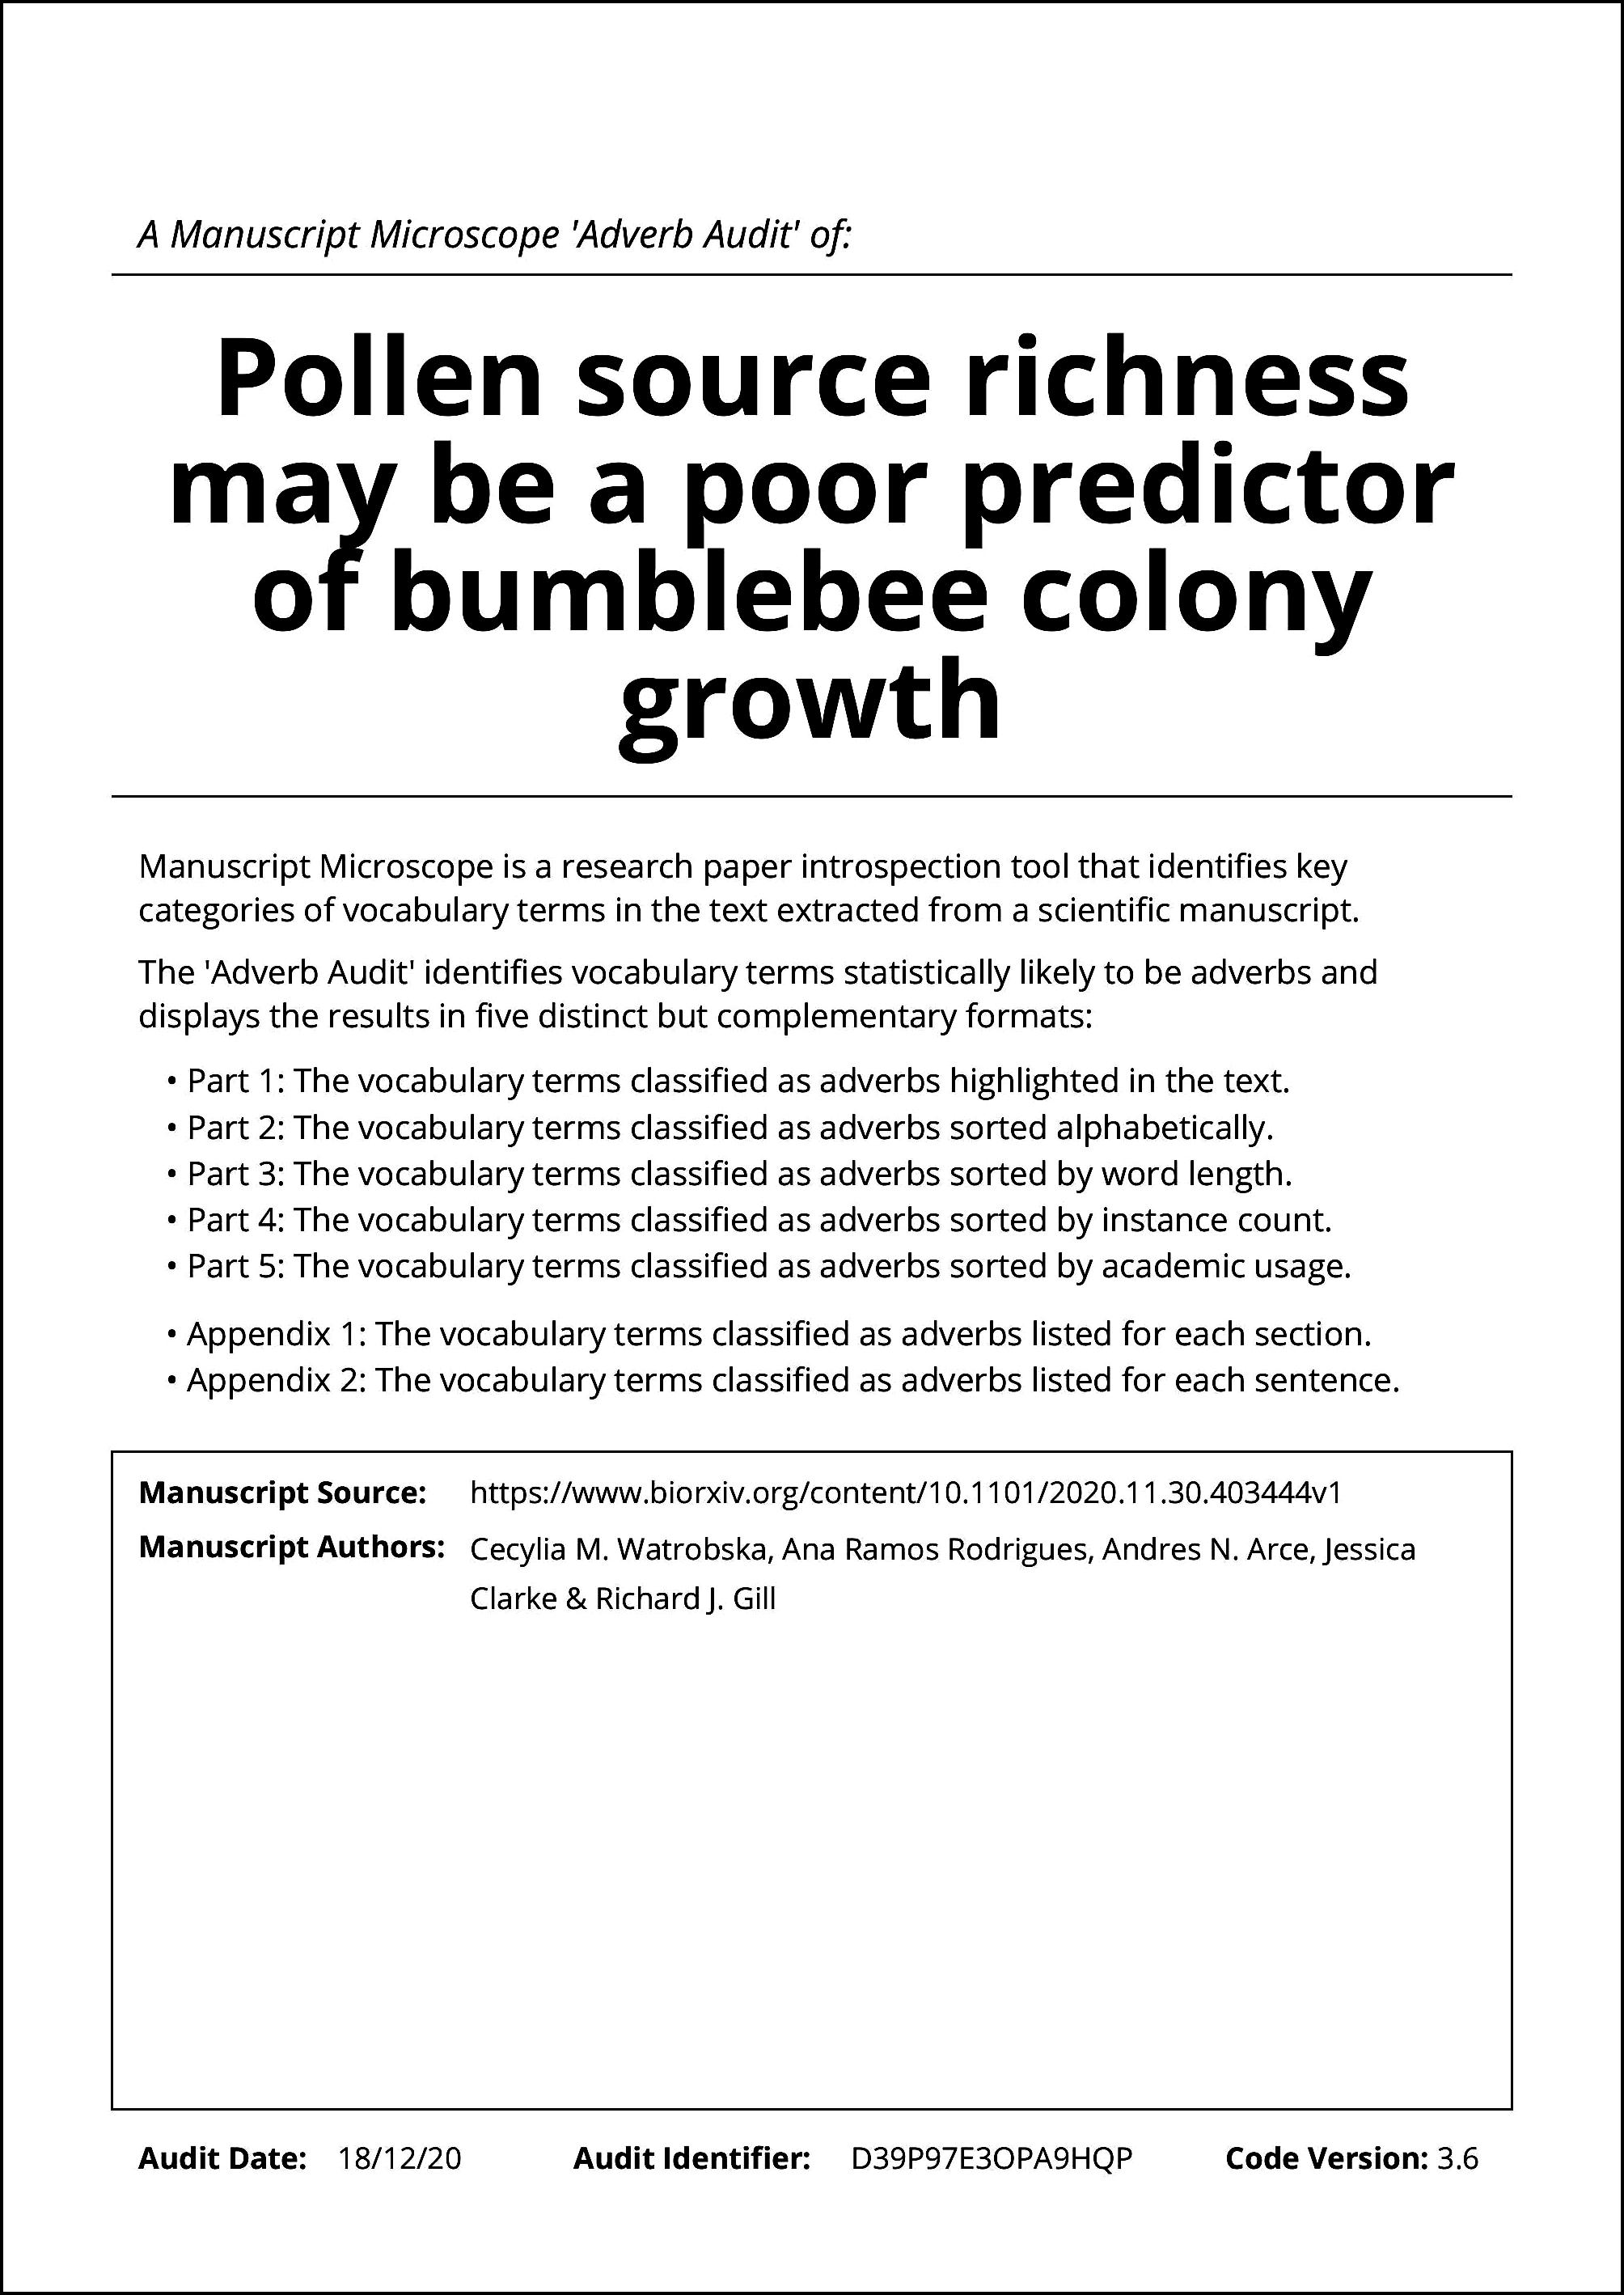 A Manuscript Microscope 'Adverb Audit' of:
Pollen source richness
may be a poor predictor
of bumblebee colony
growth
Manuscript Microscope is a research paper introspection tool that identifies key
categories of vocabulary terms in the text extracted from a scientific manuscript.
The 'Adverb Audit' identifies vocabulary terms statistically likely to be adverbs and
displays the results in five distinct but complementary formats:
• Part 1: The vocabulary terms classified as adverbs highlighted in the text.
• Part 2: The vocabulary terms classified as adverbs sorted alphabetically.
• Part 3: The vocabulary terms classified as adverbs sorted by word length.
• Part 4: The vocabulary terms classified as adverbs sorted by instance count.
• Part 5: The vocabulary terms classified as adverbs sorted by academic usage.
• Appendix 1: The vocabulary terms classified as adverbs listed for each section.
• Appendix 2: The vocabulary terms classified as adverbs listed for each sentence.
Manuscript Source: https://www.biorxiv.org/content/10.1101/2020.11.30.403444v1
Manuscript Authors: Cecylia M. Watrobska, Ana Ramos Rodrigues, Andres N. Arce, Jessica
Clarke & Richard J. Gill
Audit Date: 18/12/20 Audit Identifier: D39P97E3OPA9HQP Code Version: 3.6